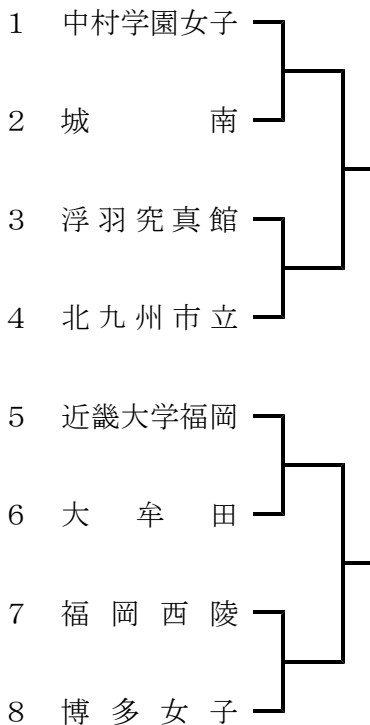 1 中村学園女子
2 城南
3 浮羽究真館
4 北九州市立
5 近畿大学福岡
6 大牟田
7 福岡西陵
8 博多女子